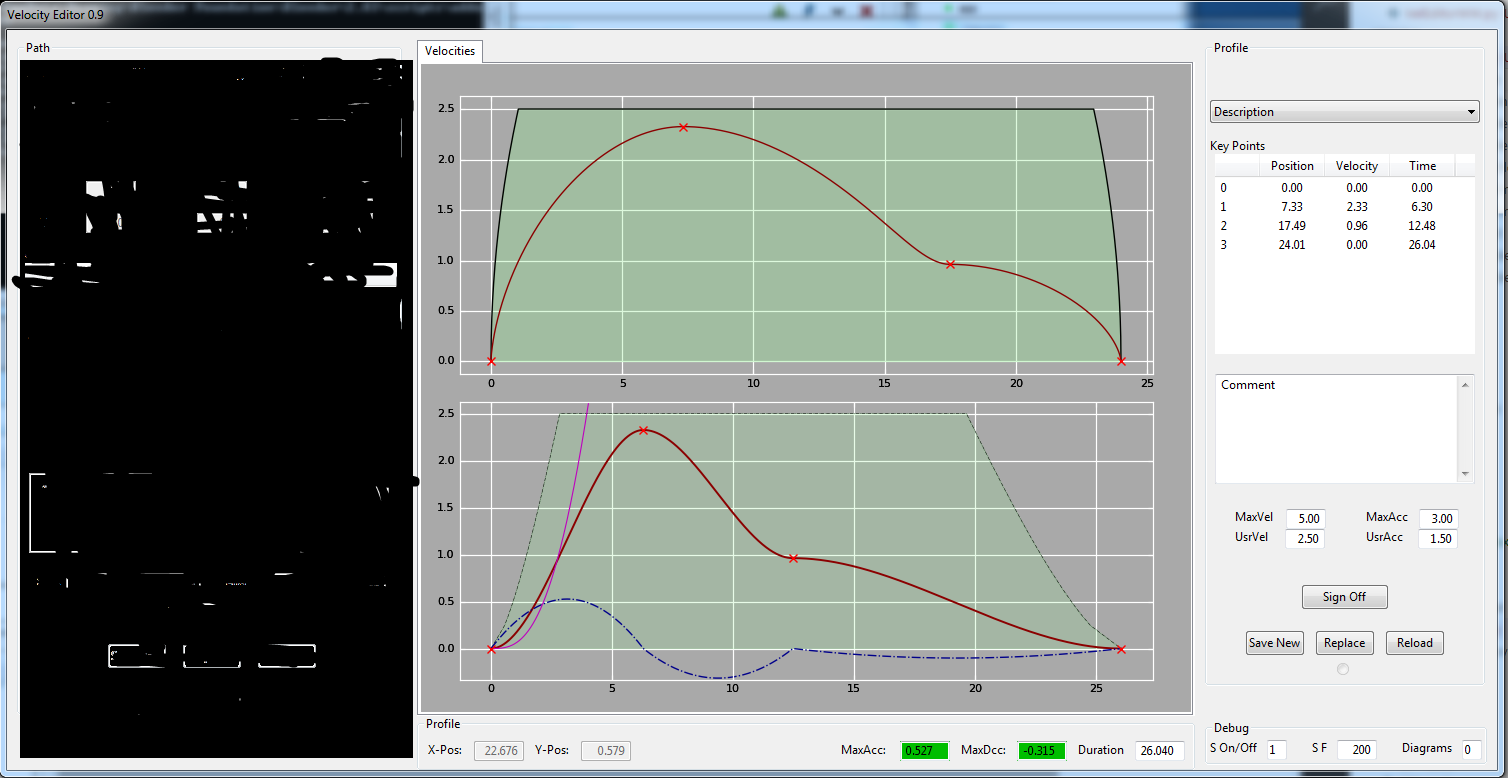 Velocity Editor 0.9
Path
Velocities
2.5
2.0
1.5
1.0
0.5
0.0
0 5 10 15 20 25
2.5
2.0
1.5
1.0
0.5
0.0
0 5 10 15 20 25
Profile
X-Pos: 22.676 Y-Pos: 0.579 MaxAcc: 0.527 MaxDcc: -0.315 Duration 26.040
Profile
Description
Key Points
Position Velocity Time
0 0.00 0.00 0.00
1 7.33 2.33 6.30
2 17.49 0.96 12.48
3 24.01 0.00 26.04
Comment
MaxVel 5.00 MaxAcc 3.00
UsrVel 2.50 UsrAcc 1.50
Sign Off
Save New Replace Reload
Debug
S On/Off 1 S F 200 Diagrams 0